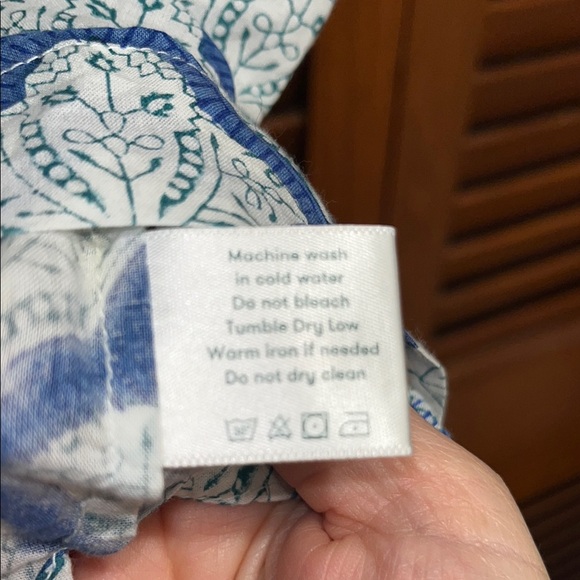 Machine wash
in cold water
Do not bleach
Tumble Dry Low
Warm iron if needed
Do not dry clean